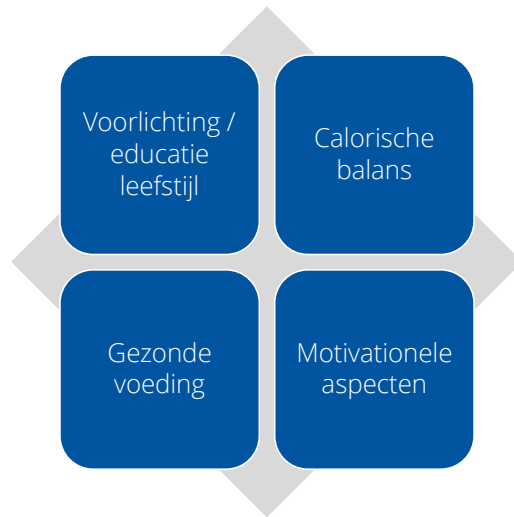 Voorlichting /
educatie
leefstijl
Calorische
balans
Gezonde
voeding
Motivationele
aspecten